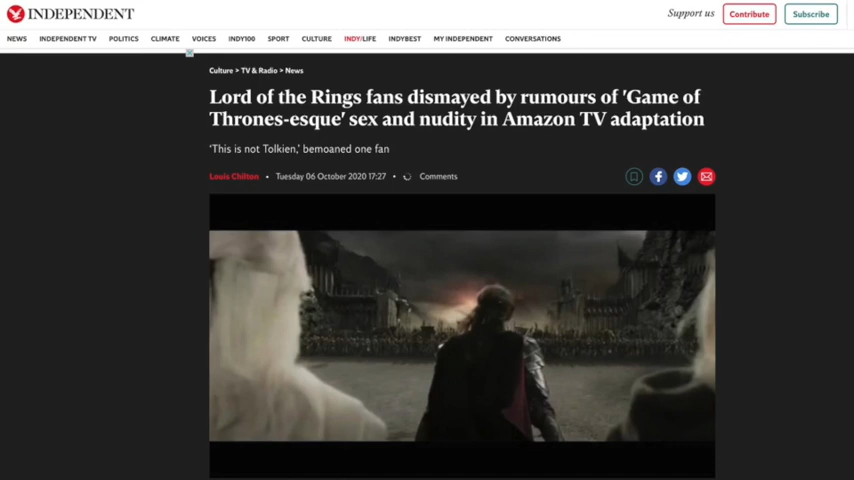 INDEPENDENT
Support us
Contribute
Subscribe
NEWS INDEPENDENT TV POLITICS CLIMATE VOICES INDY100 SPORT CULTURE INDY/LIFE INDYBEST MY INDEPENDENT CONVERSATIONS
Culture > TV & Radio > News
Lord of the Rings fans dismayed by rumours of 'Game of
Thrones-esque' sex and nudity in Amazon TV adaptation
'This is not Tolkien,' bemoaned one fan
Louis Chilton • Tuesday 06 October 2020 17:27 • Comments